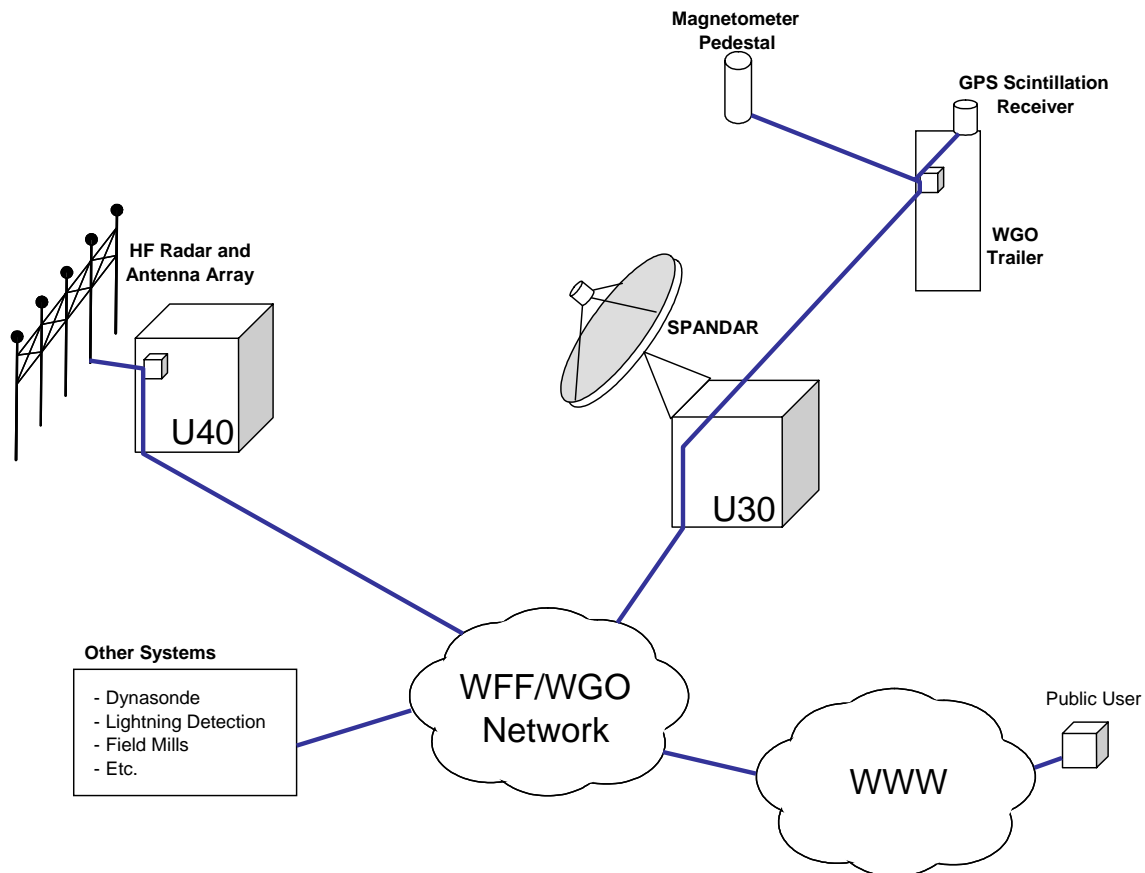 Magnetometer
Pedestal
GPS Scintillation
Receiver
HF Radar and
Antenna Array
WGO
Trailer
SPANDAR
U40
U30
Other Systems
- Dynasonde
- Lightning Detection
- Field Mills
- Etc.
WFF/WGO
Network
Public User
WWW